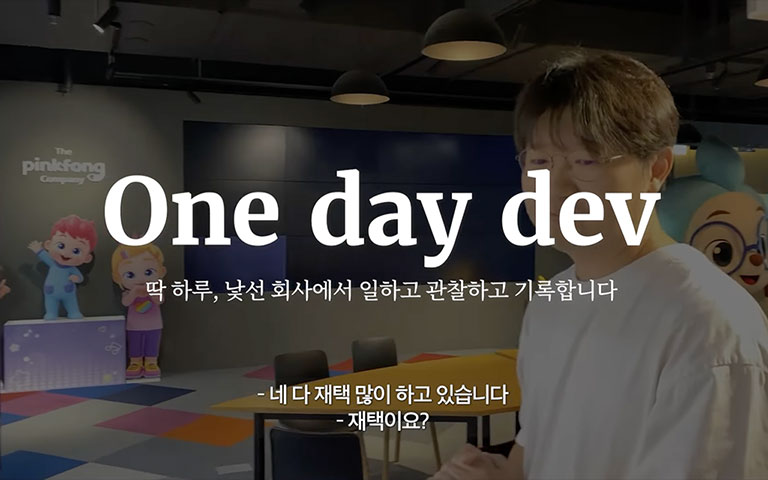 The
pinkfong
Company
One day dev
딱 하루, 낯선 회사에서 일하고 관찰하고 기록합니다
- 네 다 재택 많이 하고 있습니다
- 재택이요?